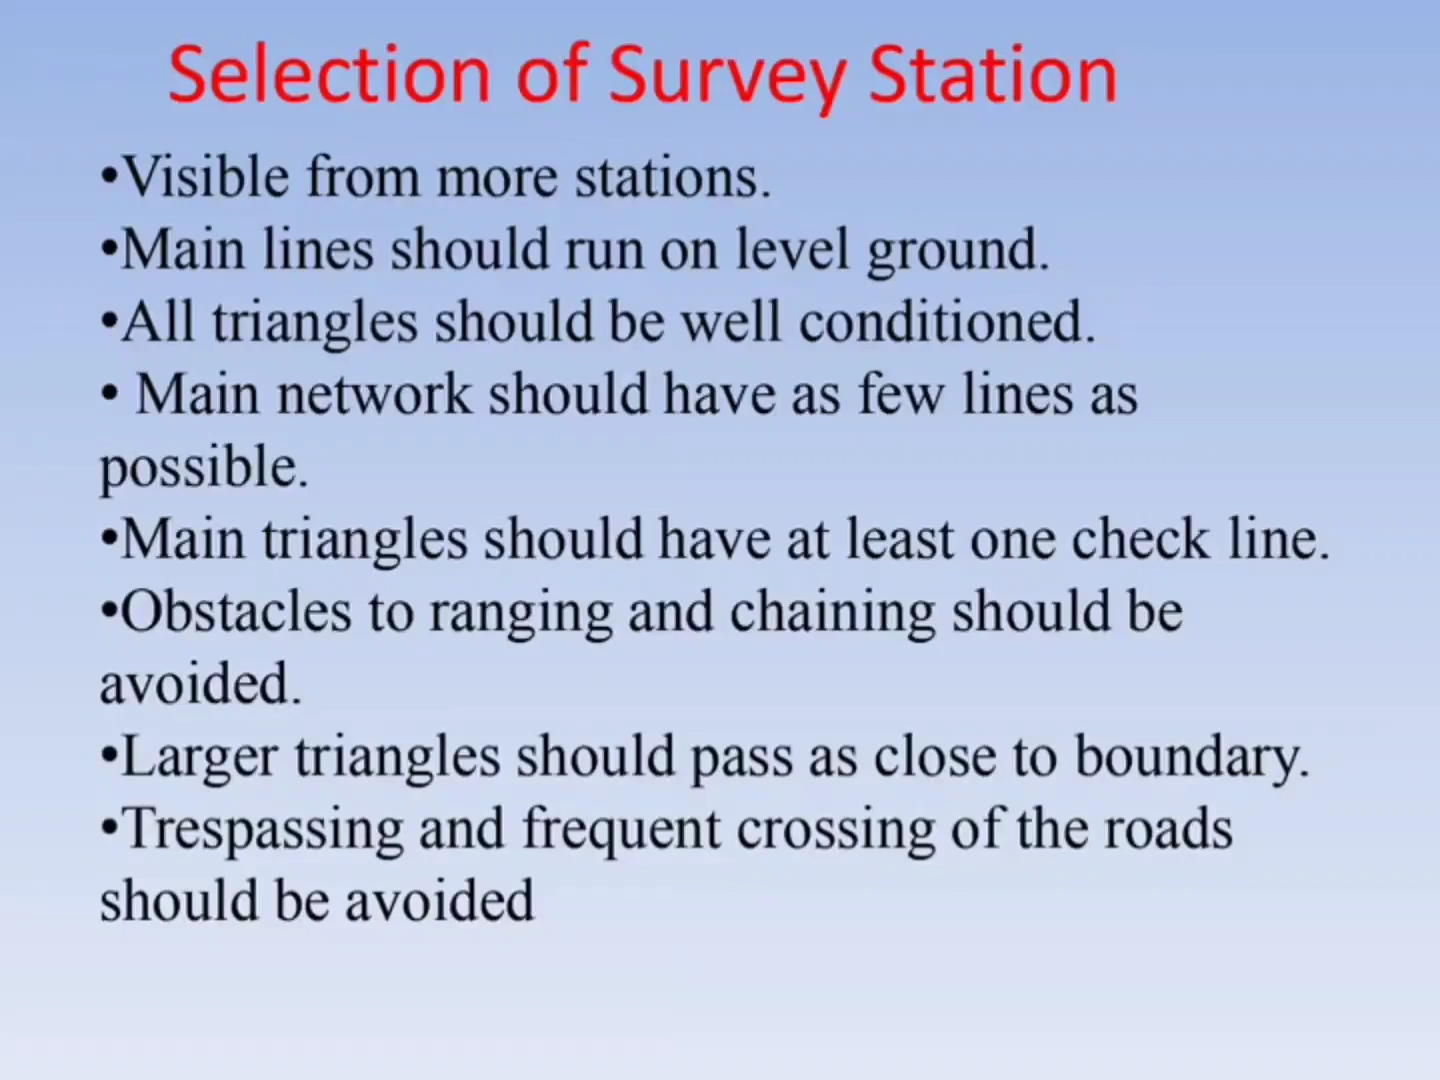 Selection of Survey Station
•Visible from more stations.
•Main lines should run on level ground.
•All triangles should be well conditioned.
• Main network should have as few lines as
possible.
•Main triangles should have at least one check line.
•Obstacles to ranging and chaining should be
avoided.
•Larger triangles should pass as close to boundary.
•Trespassing and frequent crossing of the roads
should be avoided